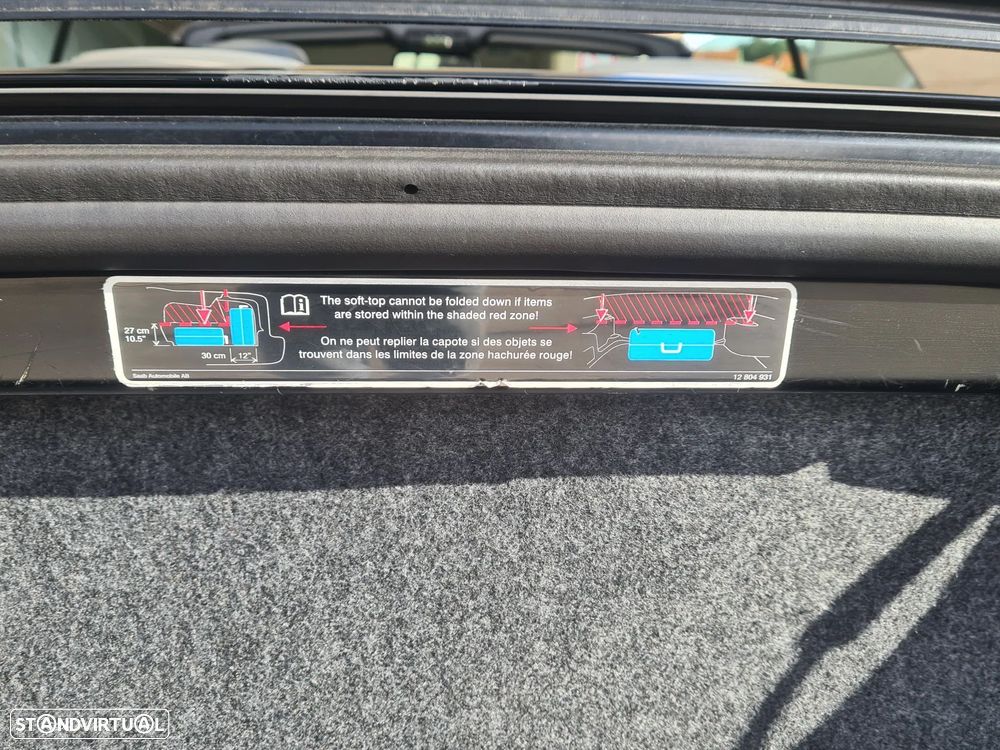 The soft-top cannot be folded down if items
are stored within the shaded red zone!
On ne peut replier la capote si des objets se
trouvent dans les limites de la zone hachurée rouge!
27 cm
10.5"
30 cm
12"
Saab Automobile AB
12 804 931
STANDVIRTUAL